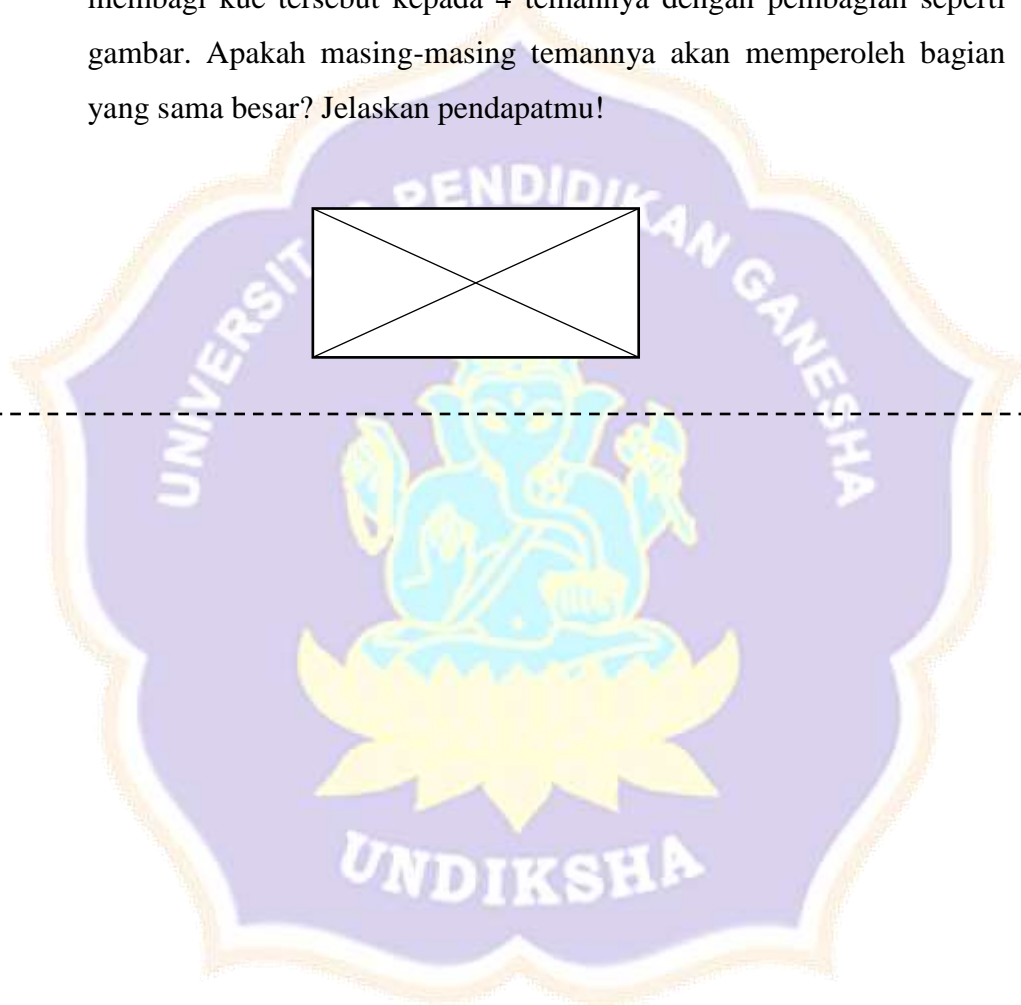 membagi kue tersebut kepada 4 temannya dengan pembagian seperti
gambar. Apakah masing-masing temannya akan memperoleh bagian
yang sama besar? Jelaskan pendapatmu!
PENDIDIKAN GANESHA
UNDIKSHA